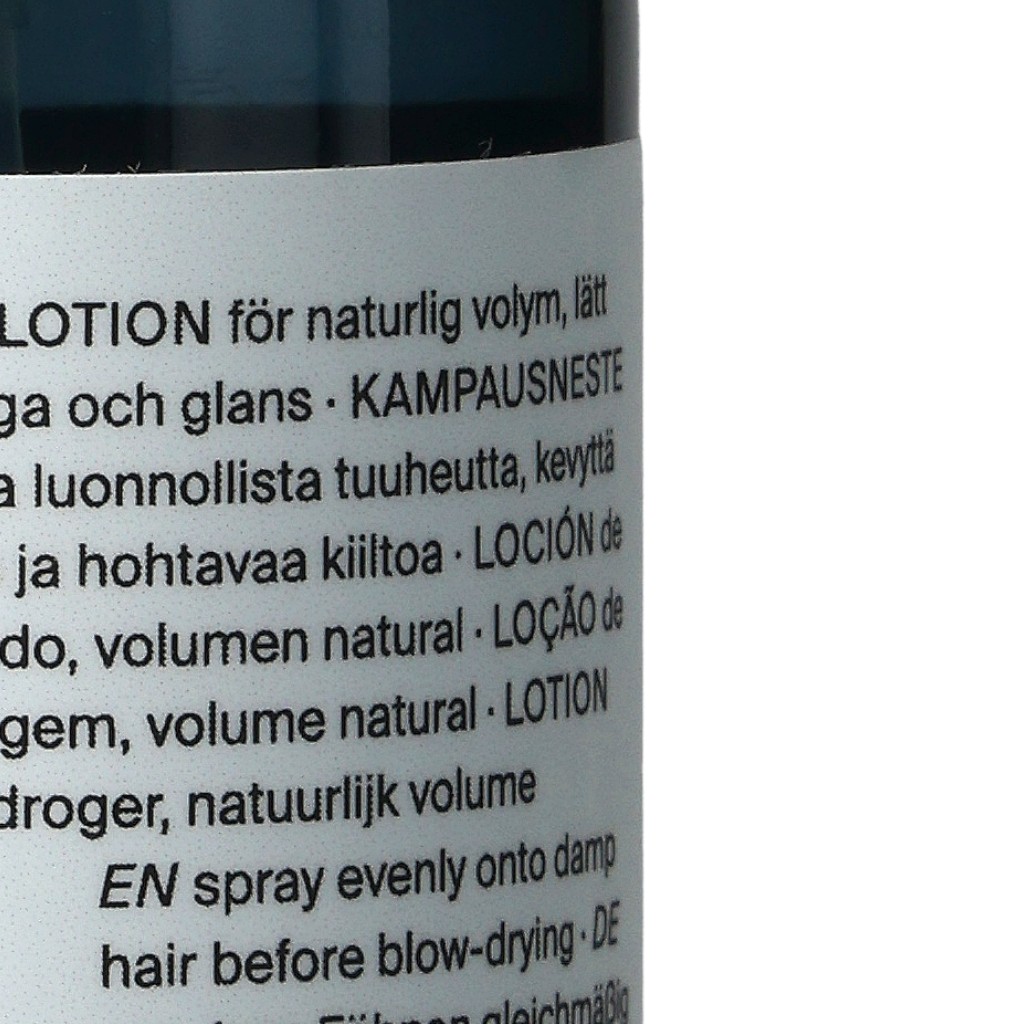 LOTION för naturlig volym, lätt
ga och glans · KAMPAUSNESTE
a luonnollista tuuheutta, kevyttä
ja hohtavaa kiiltoa · LOCIÓN de
do, volumen natural · LOÇÃO de
gem, volume natural · LOTION
droger, natuurlijk volume
EN spray evenly onto damp
hair before blow-drying · DE
gleichmäßig